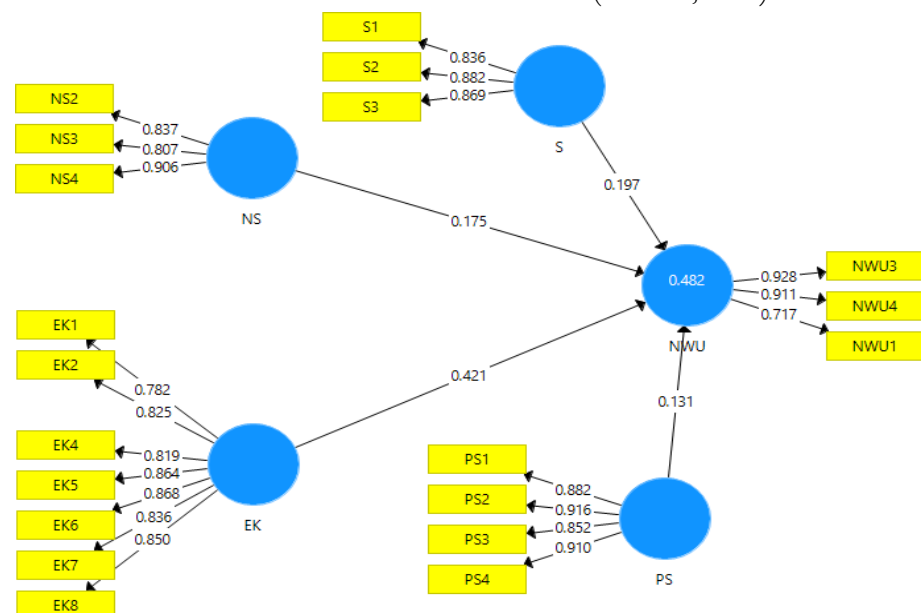 S1
0.836
S2
0.882
S3
0.869
S
0.197
NS2
0.837
NS3
0.807
NS4
0.906
NS
0.175
0.482
NWU
NWU3
0.928
NWU4
0.911
NWU1
0.717
EK1
0.782
EK2
0.825
EK4
0.819
EK5
0.864
EK6
0.868
EK7
0.836
EK8
0.850
EK
0.421
0.131
PS1
0.882
PS2
0.916
PS3
0.852
PS4
0.910
PS